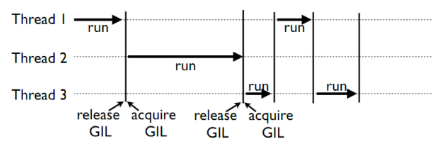 Thread 1
run
run
Thread 2
run
run
run
Thread 3
release acquire release acquire
GIL GIL GIL GIL